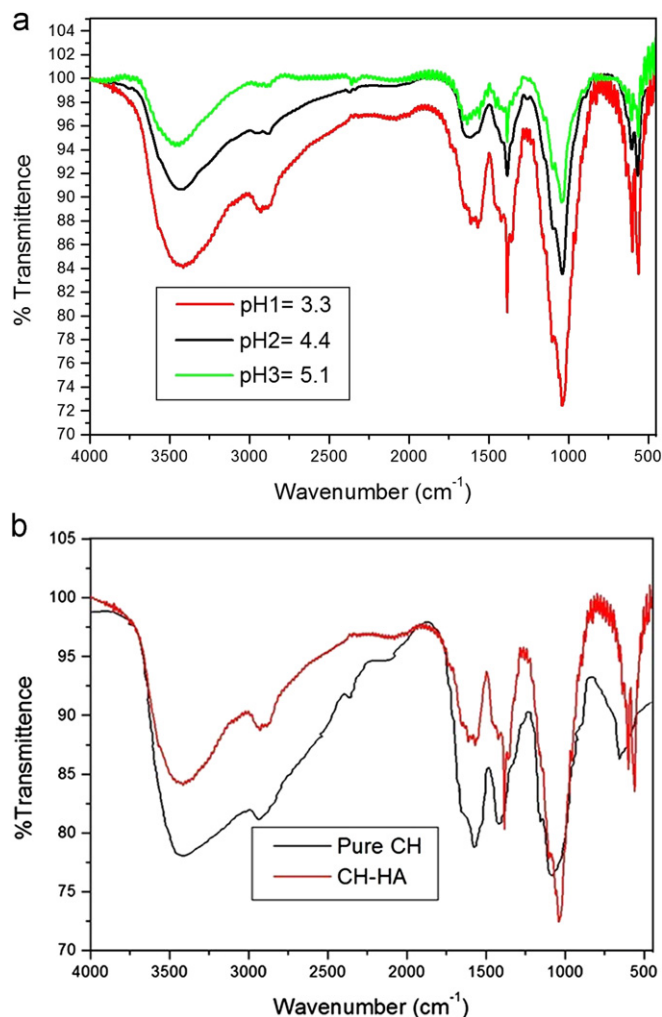 a
104
102
100
98
96
94
92
90
88
86
84
82
80
78
76
74
72
70
% Transmittence
pH1= 3.3
pH2= 4.4
pH3= 5.1
4000 3500 3000 2500 2000 1500 1000 500
Wavenumber (cm-1)
b
105
100
95
90
85
80
75
70
%Transmittence
Pure CH
CH-HA
4000 3500 3000 2500 2000 1500 1000 500
Wavenumber (cm-1)